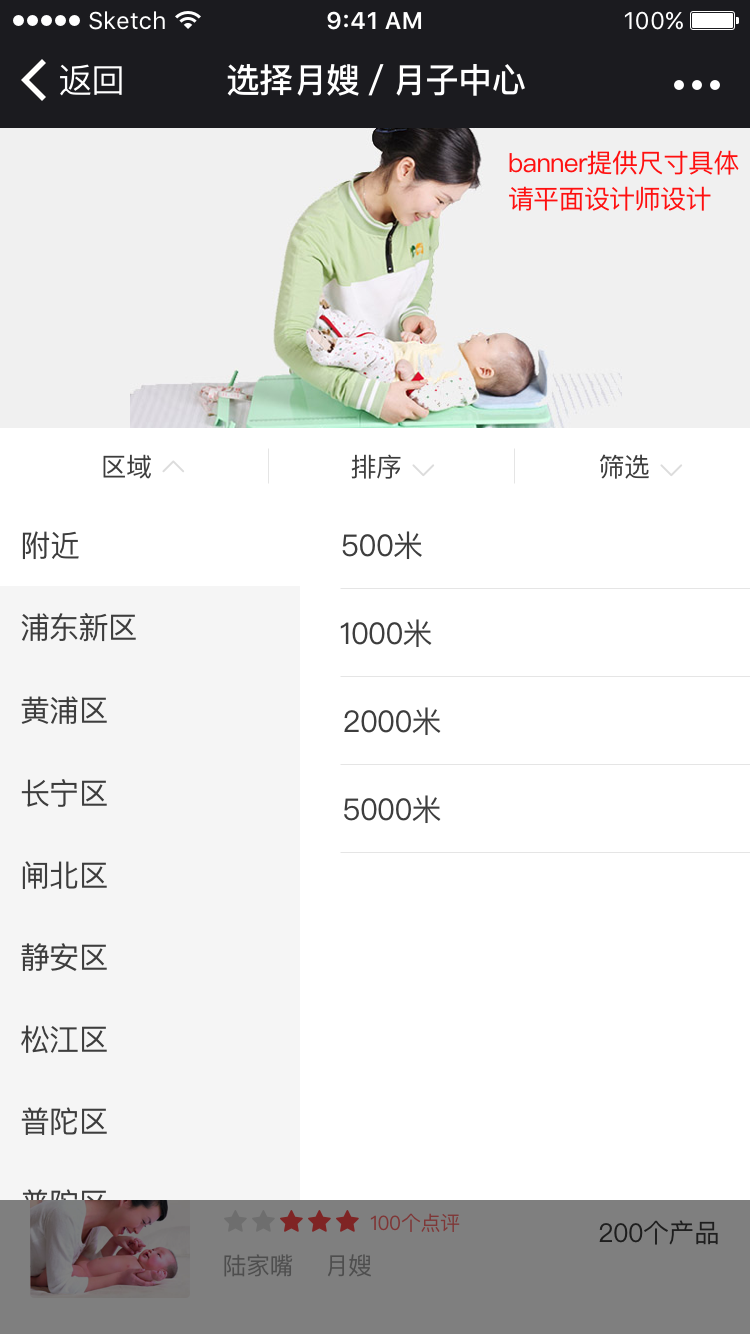 Sketch 9:41 AM 100%
返回 选择月嫂 / 月子中心
banner提供尺寸具体
请平面设计师设计
区域 排序 筛选
附近 500米
浦东新区 1000米
黄浦区 2000米
长宁区 5000米
闸北区
静安区
松江区
普陀区
普陀区
100个点评 200个产品
陆家嘴 月嫂